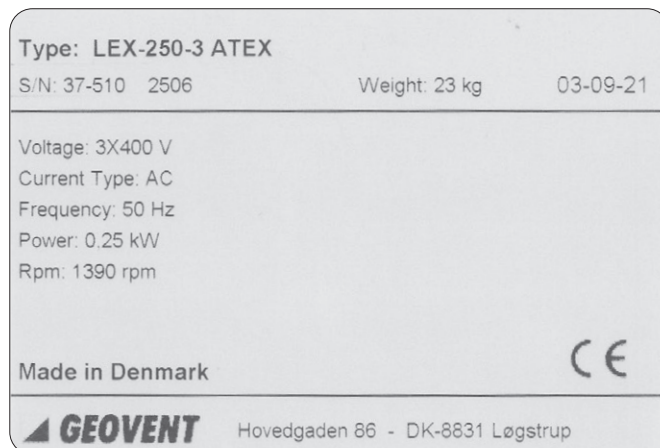 Type: LEX-250-3 ATEX
S/N: 37-510 2506 Weight: 23 kg 03-09-21
Voltage: 3X400 V
Current Type: AC
Frequency: 50 Hz
Power: 0.25 kW
Rpm: 1390 rpm
Made in Denmark CE
GEOVENT Hovedgaden 86 - DK-8831 Løgstrup